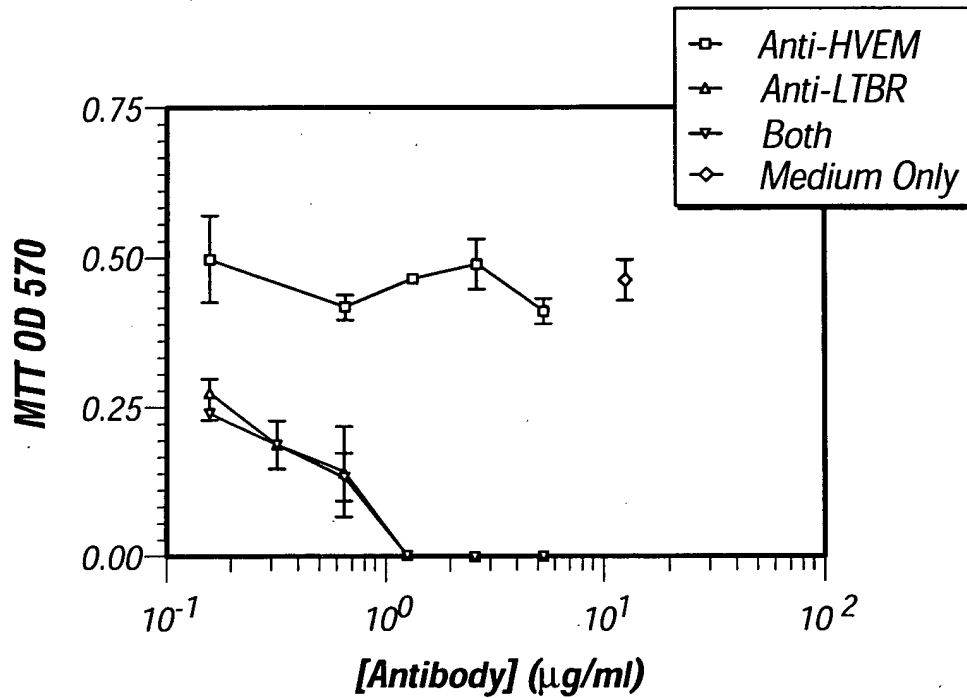 Anti-HVEM
Anti-LTBR
Both
Medium Only
0.75
0.50
0.25
0.00
MTT OD 570
10^-1
10^0
10^1
10^2
[Antibody] (µg/ml)